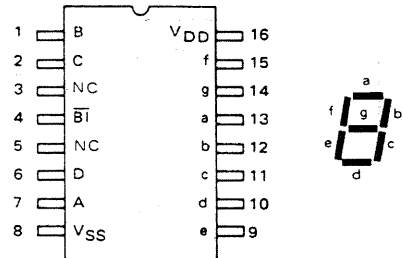 1 B VDD 16
2 C f 15
3 NC g 14
4 B̅I̅ a 13
5 NC b 12
6 D c 11
7 A d 10
8 VSS e 9
a
f g b
e c
d